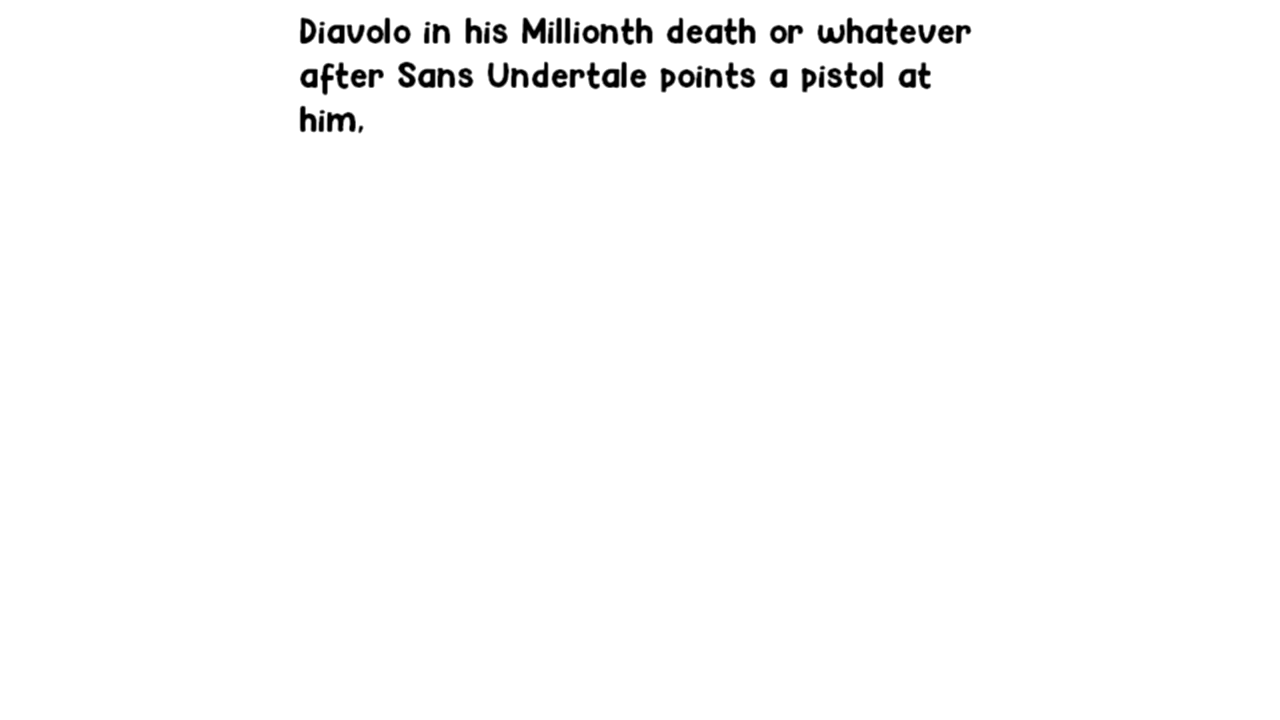 Diavolo in his Millionth death or whatever
after Sans Undertale points a pistol at
him,